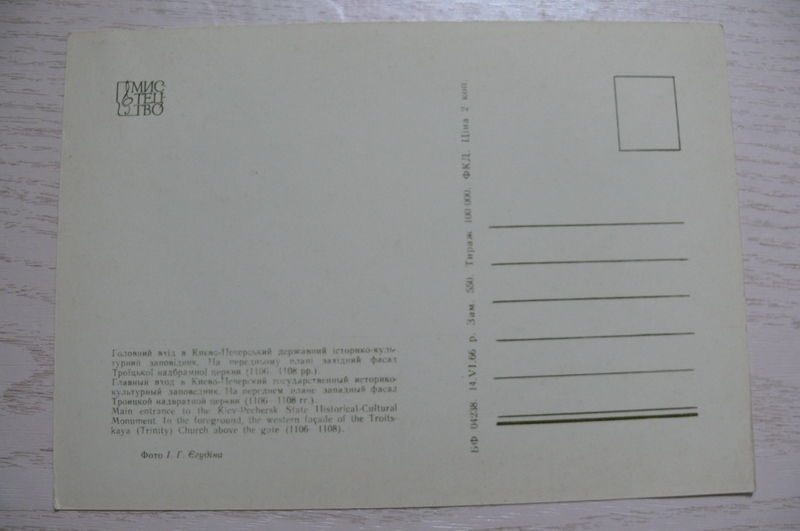 МИС-
ТЕЦ-
ТВО
Головний вхід в Києво-Печерський державний історико-куль-
турний заповідник. На передньому плані західний фасад
Троїцької надбрамної церкви (1106—1108 рр.).
Главный вход в Киево-Печерский государственный историко-
культурный заповедник. На переднем плане западный фасад
Троицкой надвратной церкви (1106—1108 гг.).
Main entrance to the Kiev-Pechersk State Historical-Cultural
Monument. In the foreground, the western façade of the Troits-
kaya (Trinity) Church above the gate (1106—1108).
Фото І. Г. Єгудіна
БФ 04238. 14.VI.66 р. Зам. 550. Тираж 100 000. ФКД. Ціна 2 коп.